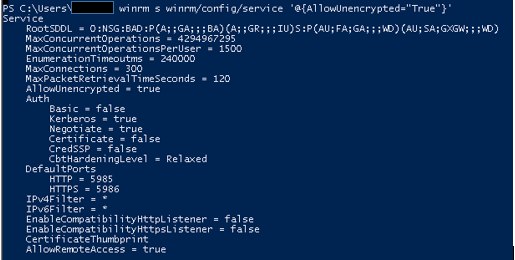 PS C:\Users\ winrm s winrm/config/service '@{AllowUnencrypted="True"}'
Service
    RootSDDL = O:NSG:BAD:P(A;;GA;;;BA)(A;;GR;;;IU)S:P(AU;FA;GA;;;WD)(AU;SA;GXGW;;;WD)
    MaxConcurrentOperations = 4294967295
    MaxConcurrentOperationsPerUser = 1500
    EnumerationTimeoutms = 240000
    MaxConnections = 300
    MaxPacketRetrievalTimeSeconds = 120
    AllowUnencrypted = true
    Auth
        Basic = false
        Kerberos = true
        Negotiate = true
        Certificate = false
        CredSSP = false
        CbtHardeningLevel = Relaxed
    DefaultPorts
        HTTP = 5985
        HTTPS = 5986
    IPv4Filter = *
    IPv6Filter = *
    EnableCompatibilityHttpListener = false
    EnableCompatibilityHttpsListener = false
    CertificateThumbprint
    AllowRemoteAccess = true